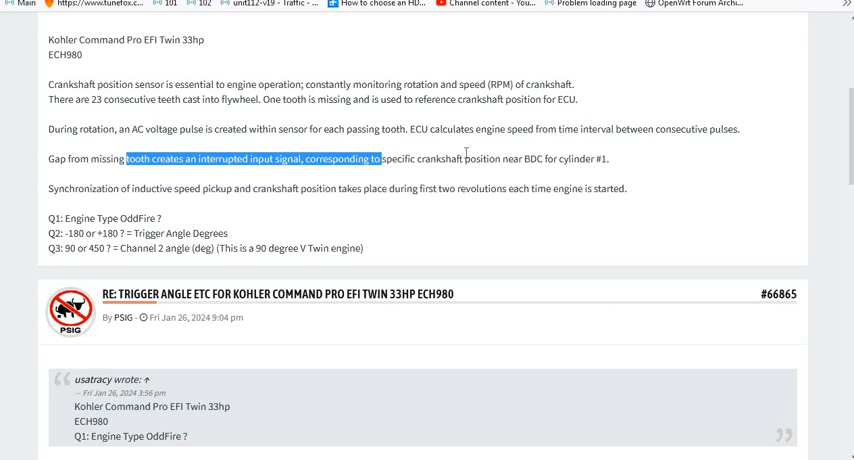 Main https://www.tunefox.c... 101 102 unit112-v19 - Traffic - ... How to choose an HD... Channel content - You... Problem loading page OpenWrt Forum Archi...
Kohler Command Pro EFI Twin 33hp
ECH980
Crankshaft position sensor is essential to engine operation; constantly monitoring rotation and speed (RPM) of crankshaft.
There are 23 consecutive teeth cast into flywheel. One tooth is missing and is used to reference crankshaft position for ECU.
During rotation, an AC voltage pulse is created within sensor for each passing tooth. ECU calculates engine speed from time interval between consecutive pulses.
Gap from missing tooth creates an interrupted input signal, corresponding to specific crankshaft position near BDC for cylinder #1.
Synchronization of inductive speed pickup and crankshaft position takes place during first two revolutions each time engine is started.
Q1: Engine Type OddFire ?
Q2: -180 or +180 ? = Trigger Angle Degrees
Q3: 90 or 450 ? = Channel 2 angle (deg) (This is a 90 degree V Twin engine)
RE: TRIGGER ANGLE ETC FOR KOHLER COMMAND PRO EFI TWIN 33HP ECH980 #66865
By PSIG - Fri Jan 26, 2024 9:04 pm
PSIG
usatracy wrote: ↑
— Fri Jan 26, 2024 3:56 pm
Kohler Command Pro EFI Twin 33hp
ECH980
Q1: Engine Type OddFire ?